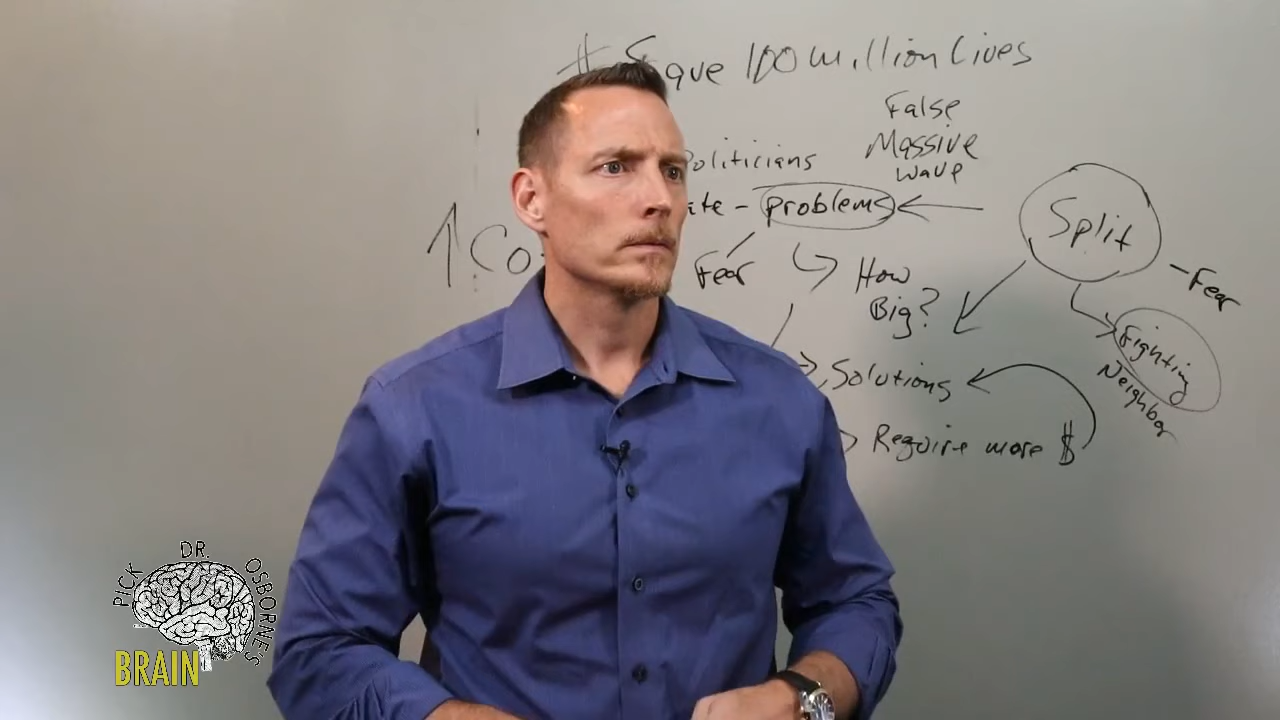 Save 100 million Lives
False
Massive
wave
Politicians
problems
Split
Fear
How
Big?
- Fear
Fighting
Neighbor
Solutions
Require more $
PICK DR. OSBORNE'S
BRAIN